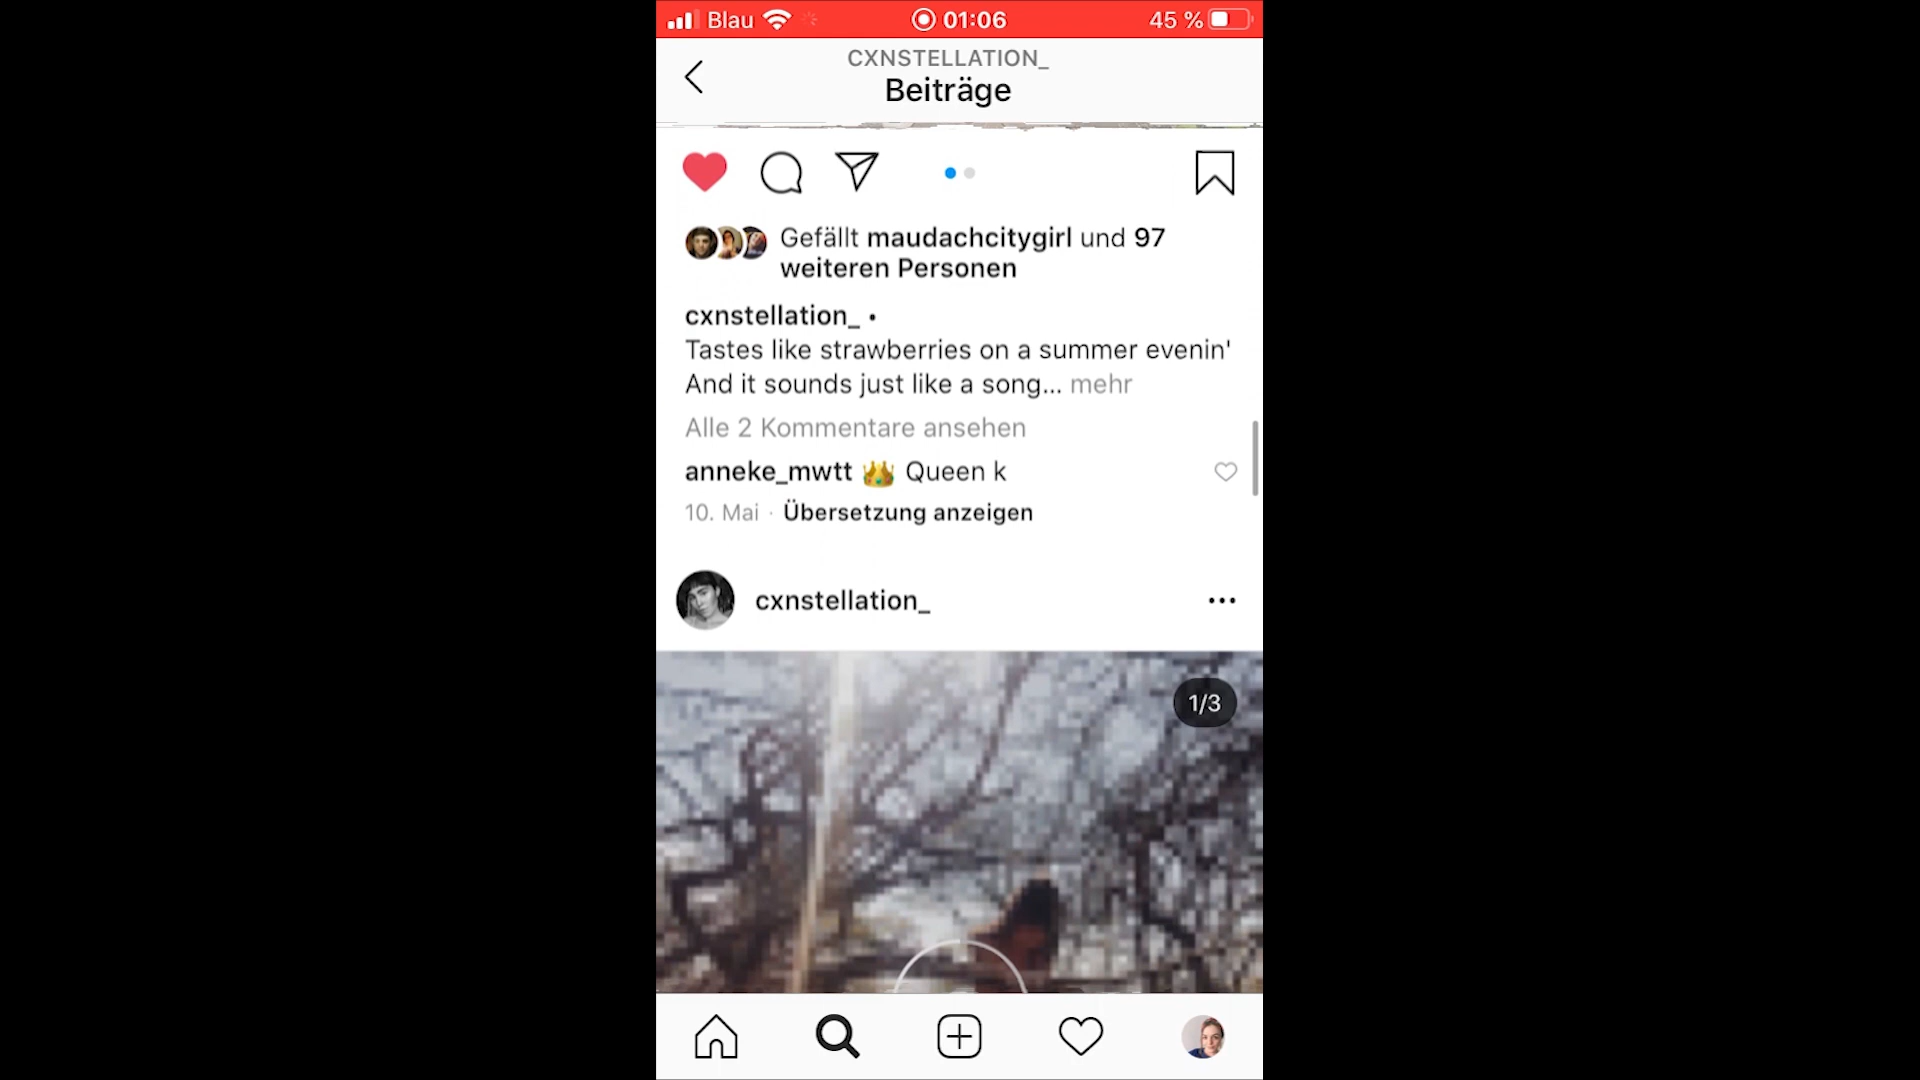 Blau 01:06 45 %
CXNSTELLATION_
Beiträge
Gefällt maudachcitygirl und 97
weiteren Personen
cxnstellation_ •
Tastes like strawberries on a summer evenin'
And it sounds just like a song... mehr
Alle 2 Kommentare ansehen
anneke_mwtt 👑 Queen k
10. Mai · Übersetzung anzeigen
cxnstellation_
1/3